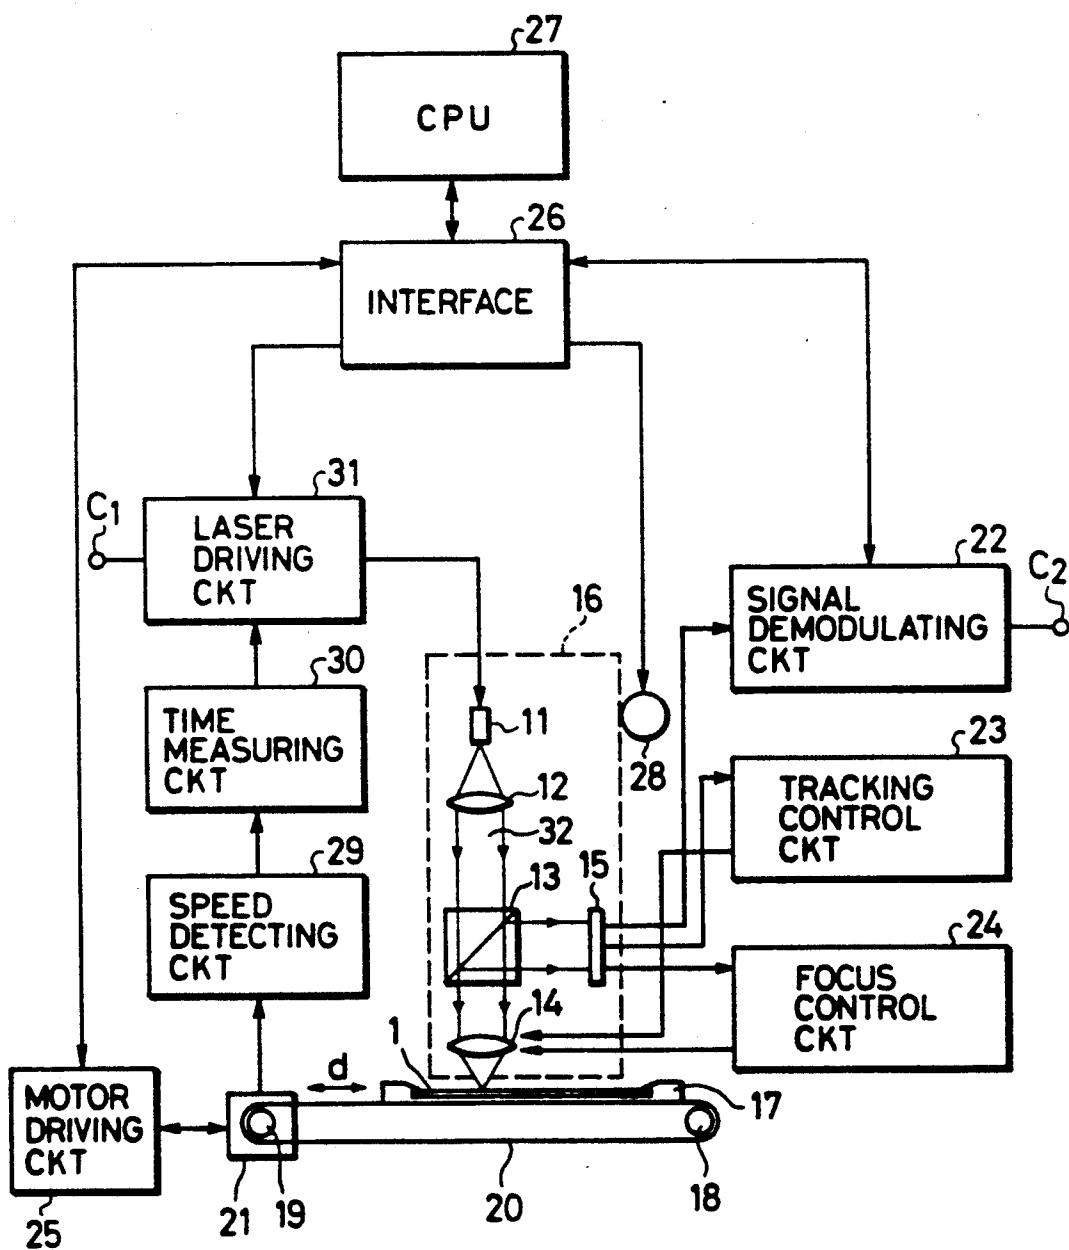 27
CPU
26
INTERFACE
31
C1
LASER
DRIVING
CKT
22
C2
SIGNAL
DEMODULATING
CKT
16
30
TIME
MEASURING
CKT
11
28
23
TRACKING
CONTROL
CKT
12
32
29
SPEED
DETECTING
CKT
13
15
24
FOCUS
CONTROL
CKT
14
1
d
17
MOTOR
DRIVING
CKT
25
21
19
20
18